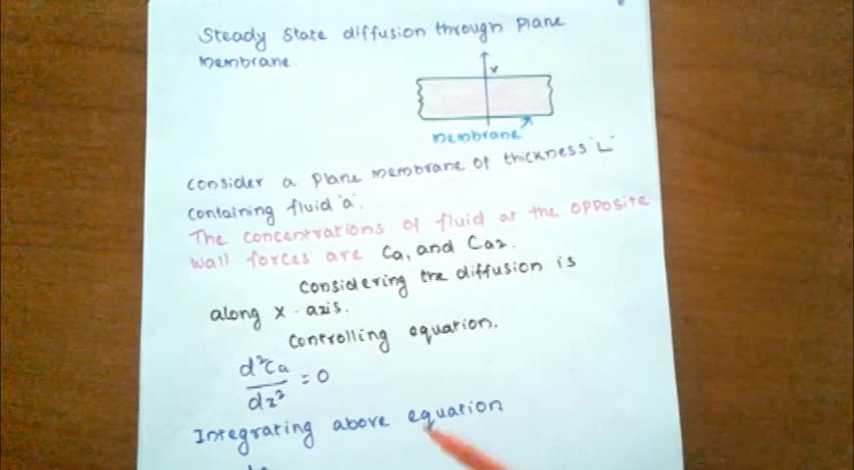 Steady State diffusion through Plane
membrane.
x
membrane
Consider a Plane membrane of thickness 'L'
containing fluid 'a'.
The concentrations of fluid at the opposite
wall forces are Ca, and Ca2.
Considering the diffusion is
along X-axis.
Controlling equation.
d²Ca
/dx² = 0
Integrating above equation